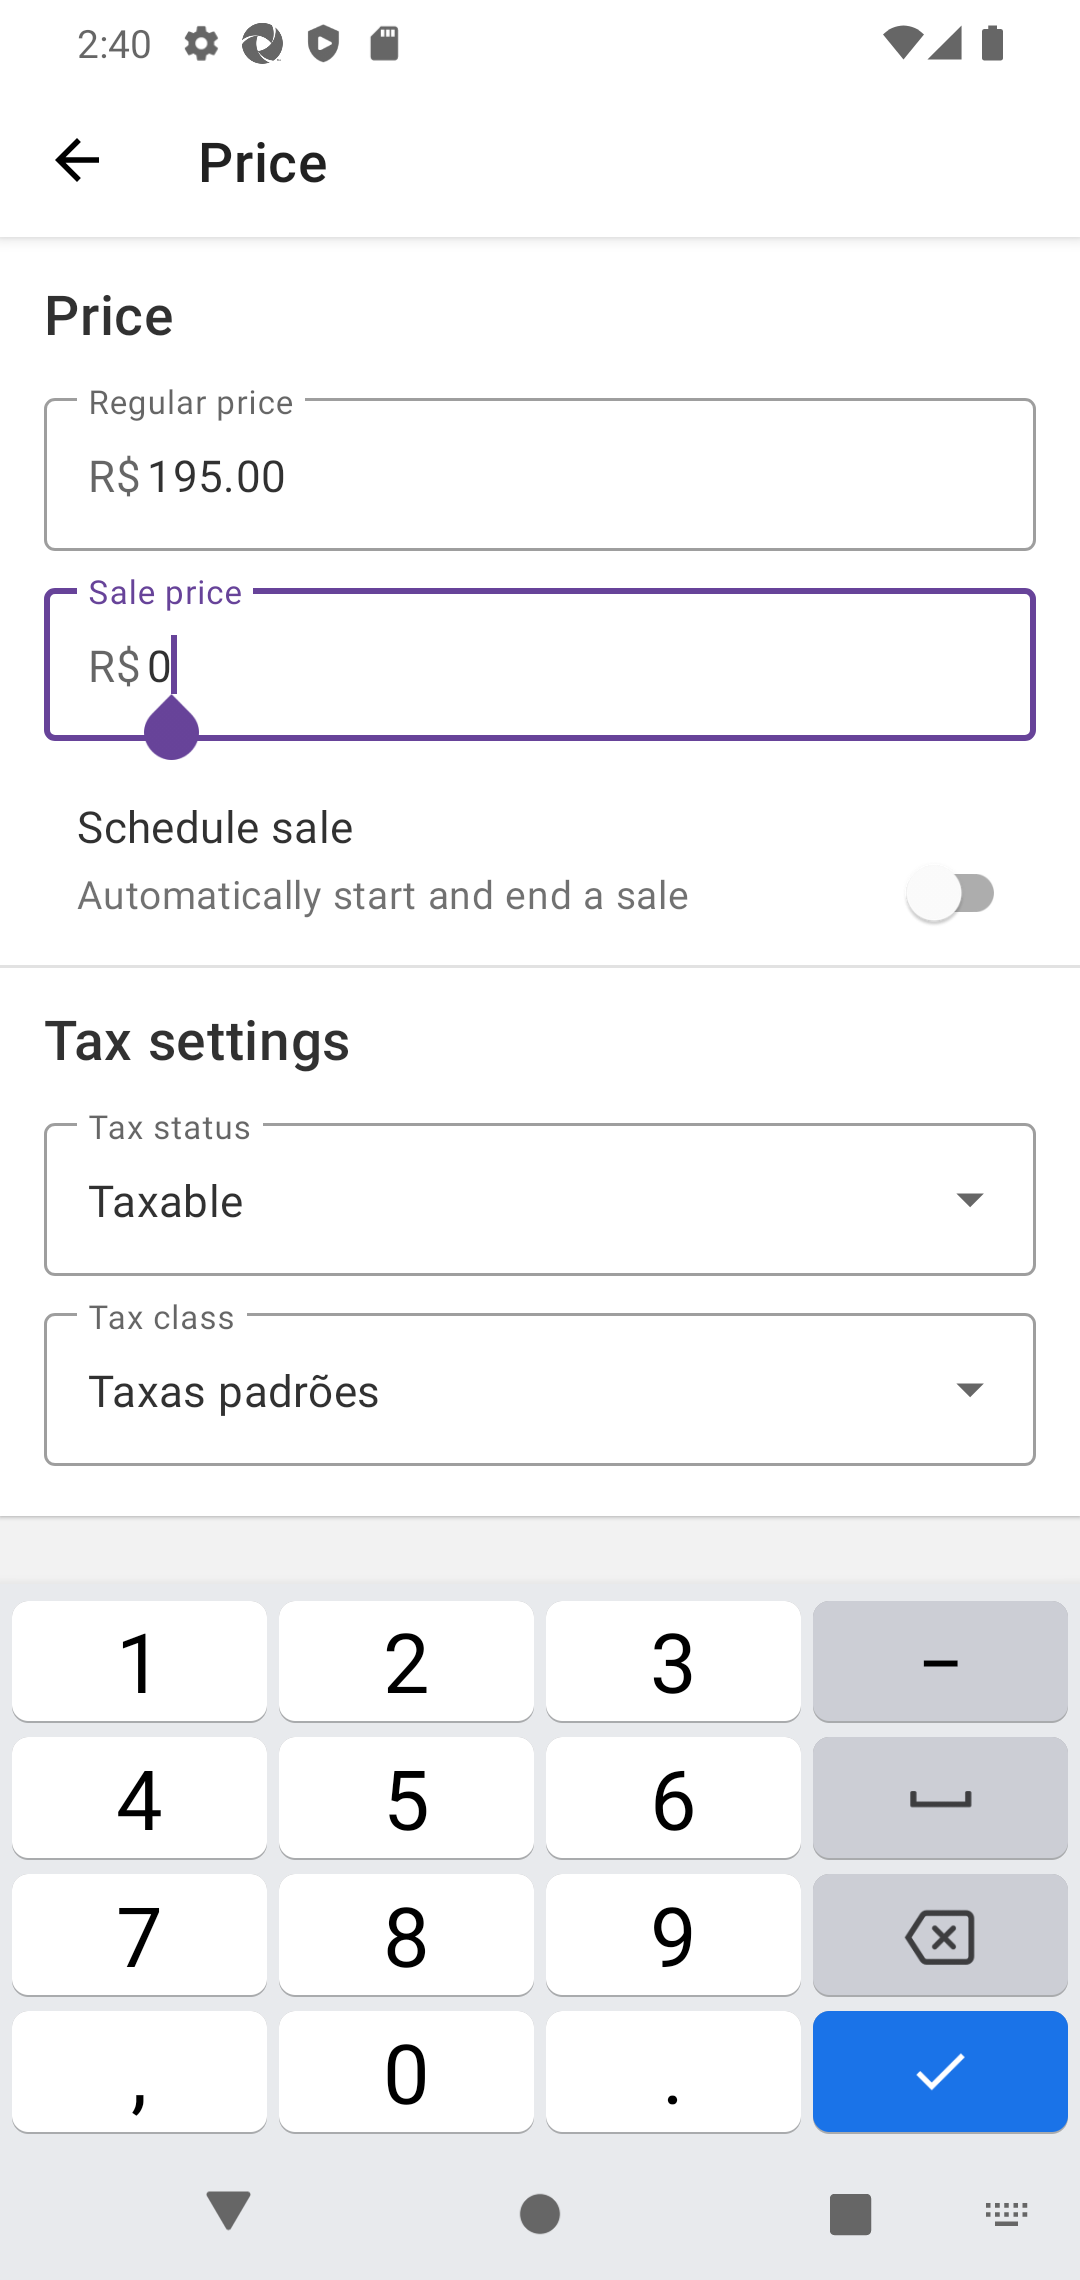 2:40
Price
Price
Regular price
R$ 195.00
Sale price
R$ 0
Schedule sale
Automatically start and end a sale
Tax settings
Tax status
Taxable
Tax class
Taxas padrões
1 2 3 –
4 5 6
7 8 9
, 0 .